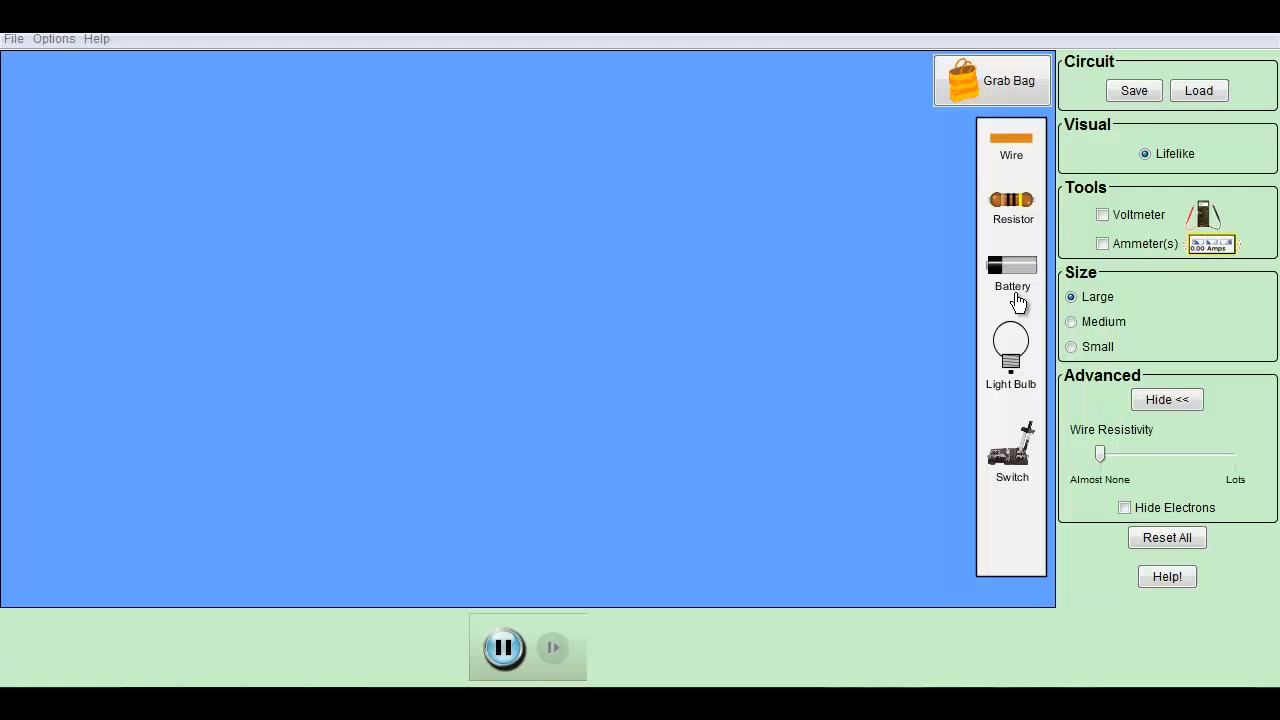 File Options Help
Grab Bag
Wire
Resistor
Battery
Light Bulb
Switch
Circuit
Save Load
Visual
Lifelike
Tools
Voltmeter
Ammeter(s) 0.00 Amps
Size
Large
Medium
Small
Advanced
Hide <<
Wire Resistivity
Almost None Lots
Hide Electrons
Reset All
Help!